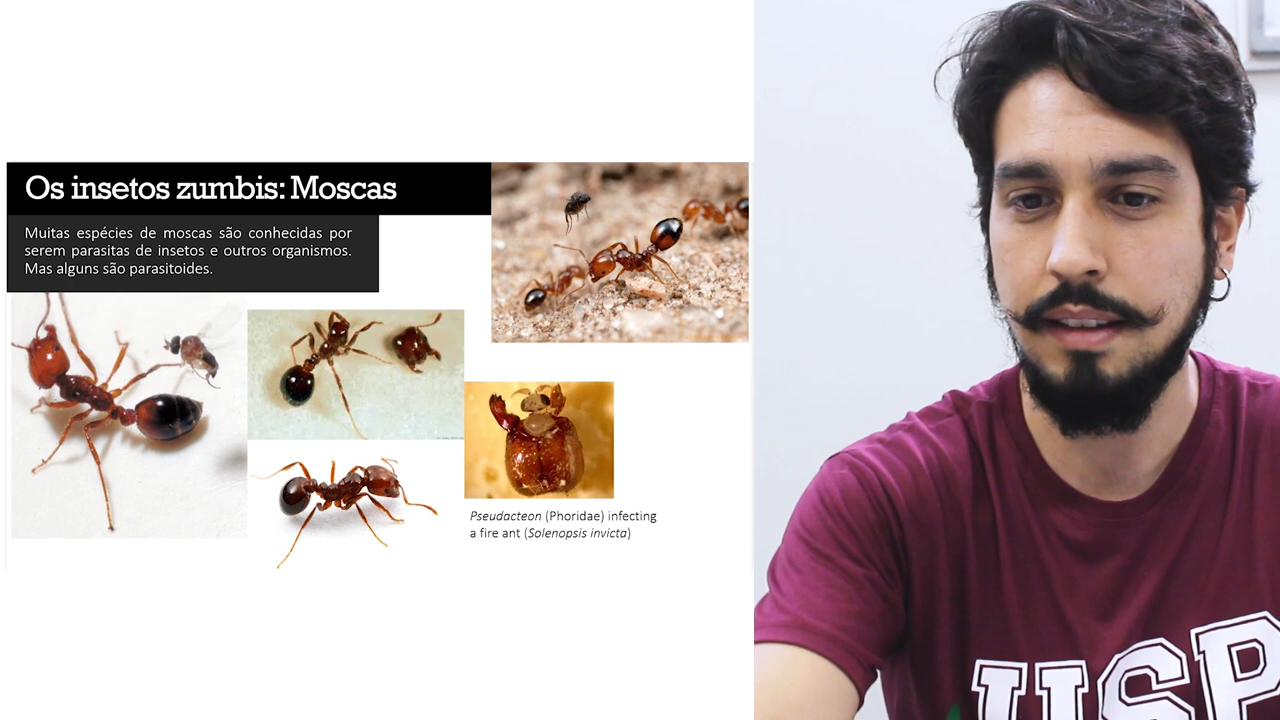 Os insetos zumbis: Moscas
Muitas espécies de moscas são conhecidas por
serem parasitas de insetos e outros organismos.
Mas alguns são parasitoides.
Pseudacteon (Phoridae) infecting
a fire ant (Solenopsis invicta)
USP